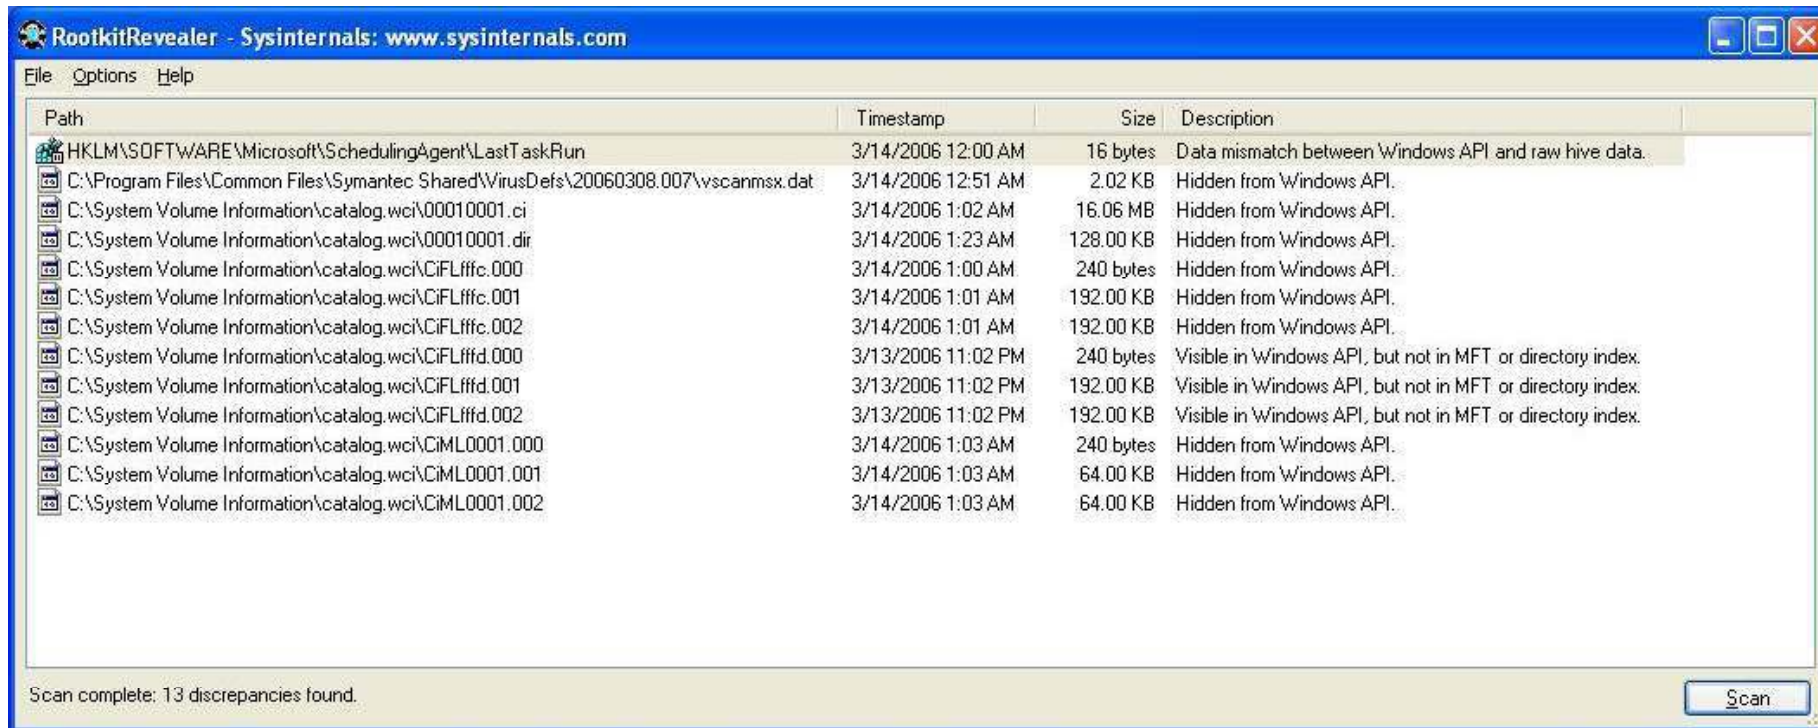 RootkitRevealer - Sysinternals: www.sysinternals.com
File Options Help
Path Timestamp Size Description
HKLM\SOFTWARE\Microsoft\SchedulingAgent\LastTaskRun 3/14/2006 12:00 AM 16 bytes Data mismatch between Windows API and raw hive data.
C:\Program Files\Common Files\Symantec Shared\VirusDefs\20060308.007\vscanmsx.dat 3/14/2006 12:51 AM 2.02 KB Hidden from Windows API.
C:\System Volume Information\catalog.wci\00010001.ci 3/14/2006 1:02 AM 16.06 MB Hidden from Windows API.
C:\System Volume Information\catalog.wci\00010001.dir 3/14/2006 1:23 AM 128.00 KB Hidden from Windows API.
C:\System Volume Information\catalog.wci\CiFLfffc.000 3/14/2006 1:00 AM 240 bytes Hidden from Windows API.
C:\System Volume Information\catalog.wci\CiFLfffc.001 3/14/2006 1:01 AM 192.00 KB Hidden from Windows API.
C:\System Volume Information\catalog.wci\CiFLfffc.002 3/14/2006 1:01 AM 192.00 KB Hidden from Windows API.
C:\System Volume Information\catalog.wci\CiFLfffd.000 3/13/2006 11:02 PM 240 bytes Visible in Windows API, but not in MFT or directory index.
C:\System Volume Information\catalog.wci\CiFLfffd.001 3/13/2006 11:02 PM 192.00 KB Visible in Windows API, but not in MFT or directory index.
C:\System Volume Information\catalog.wci\CiFLfffd.002 3/13/2006 11:02 PM 192.00 KB Visible in Windows API, but not in MFT or directory index.
C:\System Volume Information\catalog.wci\CiML0001.000 3/14/2006 1:03 AM 240 bytes Hidden from Windows API.
C:\System Volume Information\catalog.wci\CiML0001.001 3/14/2006 1:03 AM 64.00 KB Hidden from Windows API.
C:\System Volume Information\catalog.wci\CiML0001.002 3/14/2006 1:03 AM 64.00 KB Hidden from Windows API.
Scan complete: 13 discrepancies found.
Scan